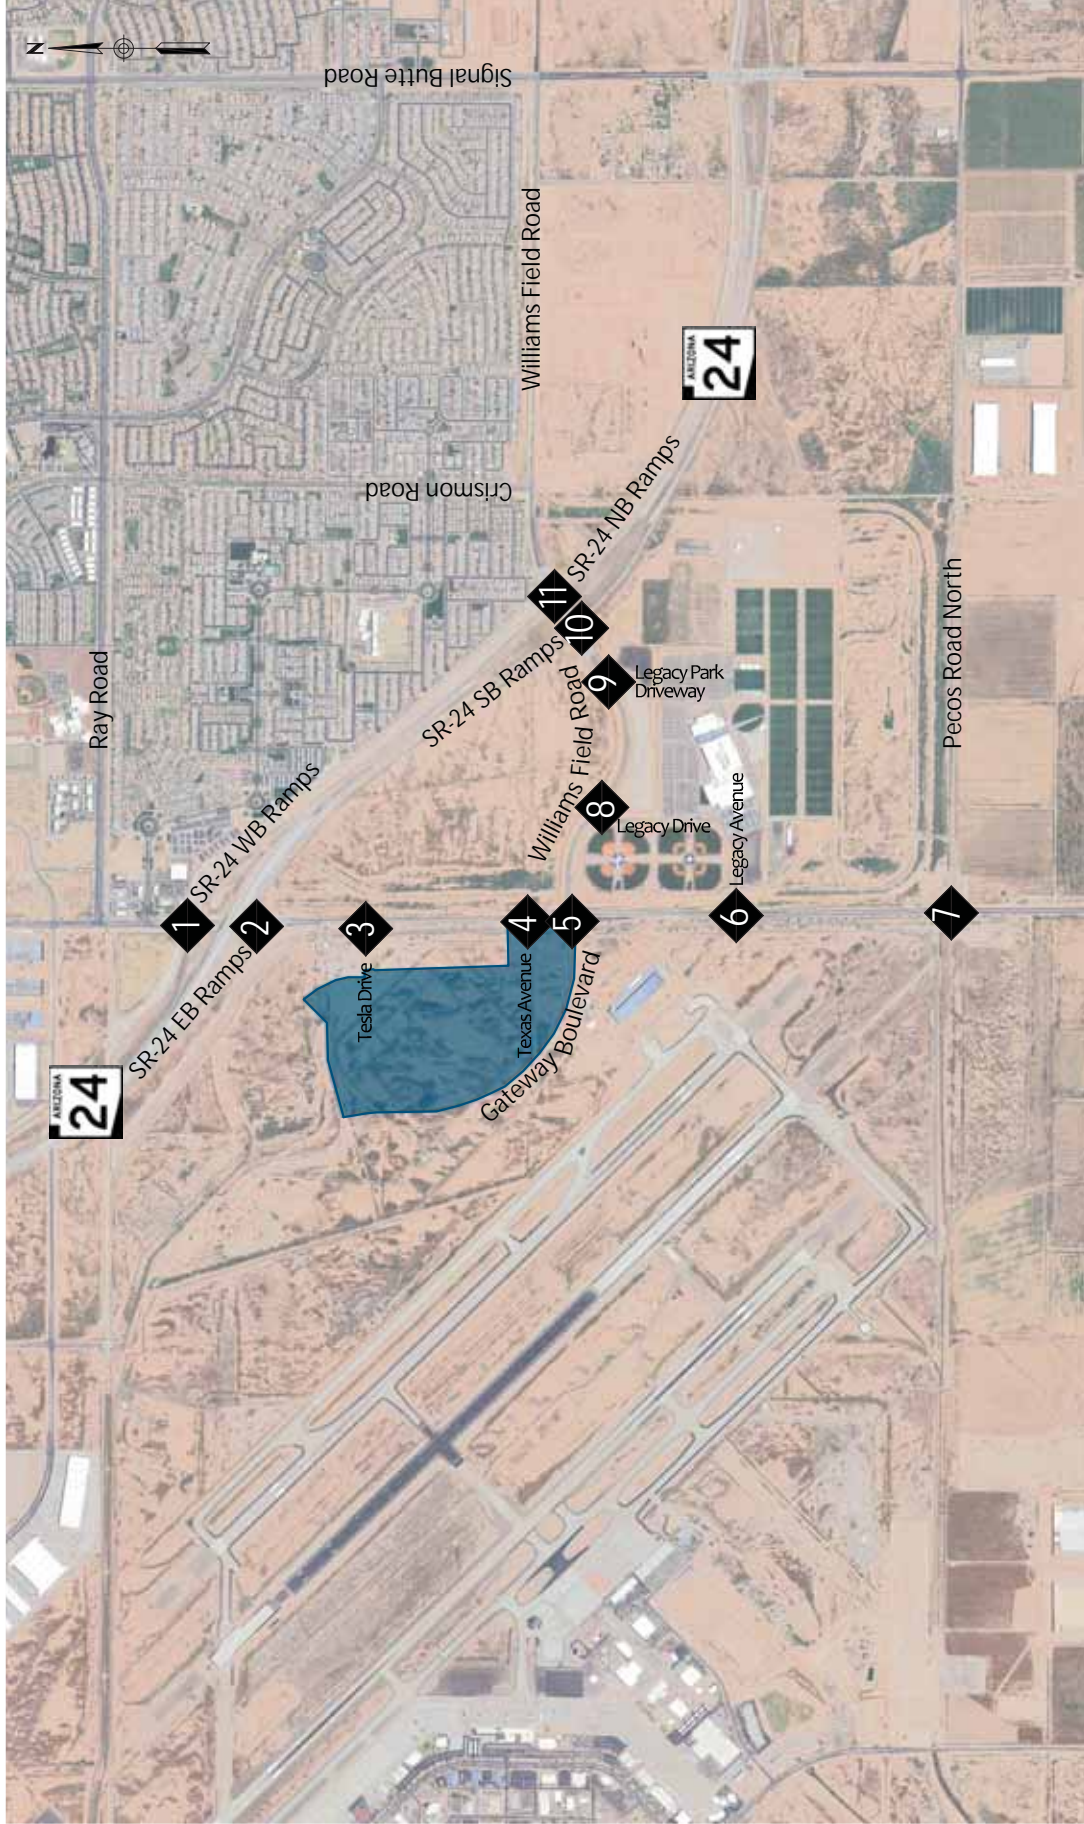 N
Signal Butte Road
Williams Field Road
ARIZONA
24
Crismon Road
SR-24 NB Ramps
11
10
SR-24 SB Ramps
9
Legacy Park
Driveway
Ray Road
Williams Field Road
8
Legacy Drive
Pecos Road North
SR-24 WB Ramps
Legacy Avenue
1
2
3
4
5
6
7
SR-24 EB Ramps
Tesla Drive
Texas Avenue
Gateway Boulevard
ARIZONA
24